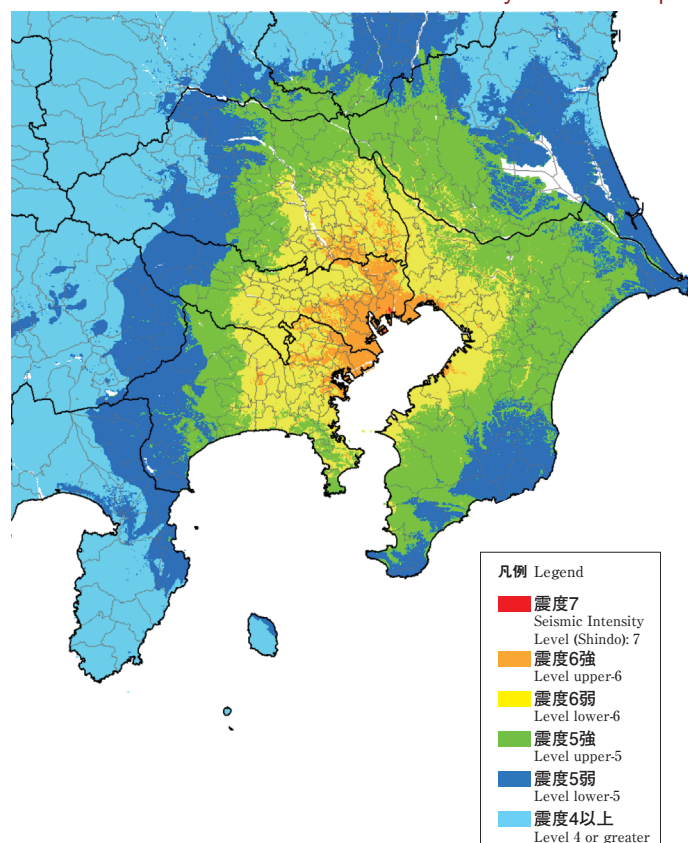 凡例 Legend
震度7
Seismic Intensity
Level (Shindo): 7
震度6強
Level upper-6
震度6弱
Level lower-6
震度5強
Level upper-5
震度5弱
Level lower-5
震度4以上
Level 4 or greater